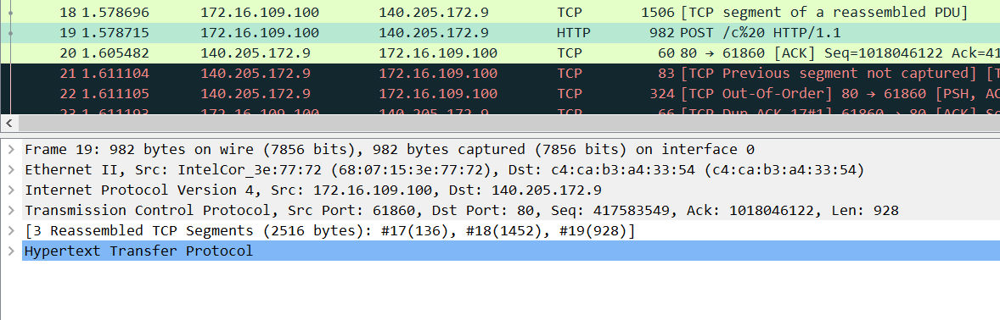 18 1.578696 172.16.109.100 140.205.172.9 TCP 1506 [TCP segment of a reassembled PDU]
19 1.578715 172.16.109.100 140.205.172.9 HTTP 982 POST /c%20 HTTP/1.1
20 1.605482 140.205.172.9 172.16.109.100 TCP 60 80 → 61860 [ACK] Seq=1018046122 Ack=41
21 1.611104 140.205.172.9 172.16.109.100 TCP 83 [TCP Previous segment not captured] [T
22 1.611105 140.205.172.9 172.16.109.100 TCP 324 [TCP Out-Of-Order] 80 → 61860 [PSH, AC
23 1.611193 172.16.109.100 140.205.172.9 TCP 66 [TCP Dup ACK 17#1] 61860 → 80 [ACK] Se
Frame 19: 982 bytes on wire (7856 bits), 982 bytes captured (7856 bits) on interface 0
Ethernet II, Src: IntelCor_3e:77:72 (68:07:15:3e:77:72), Dst: c4:ca:b3:a4:33:54 (c4:ca:b3:a4:33:54)
Internet Protocol Version 4, Src: 172.16.109.100, Dst: 140.205.172.9
Transmission Control Protocol, Src Port: 61860, Dst Port: 80, Seq: 417583549, Ack: 1018046122, Len: 928
[3 Reassembled TCP Segments (2516 bytes): #17(136), #18(1452), #19(928)]
Hypertext Transfer Protocol